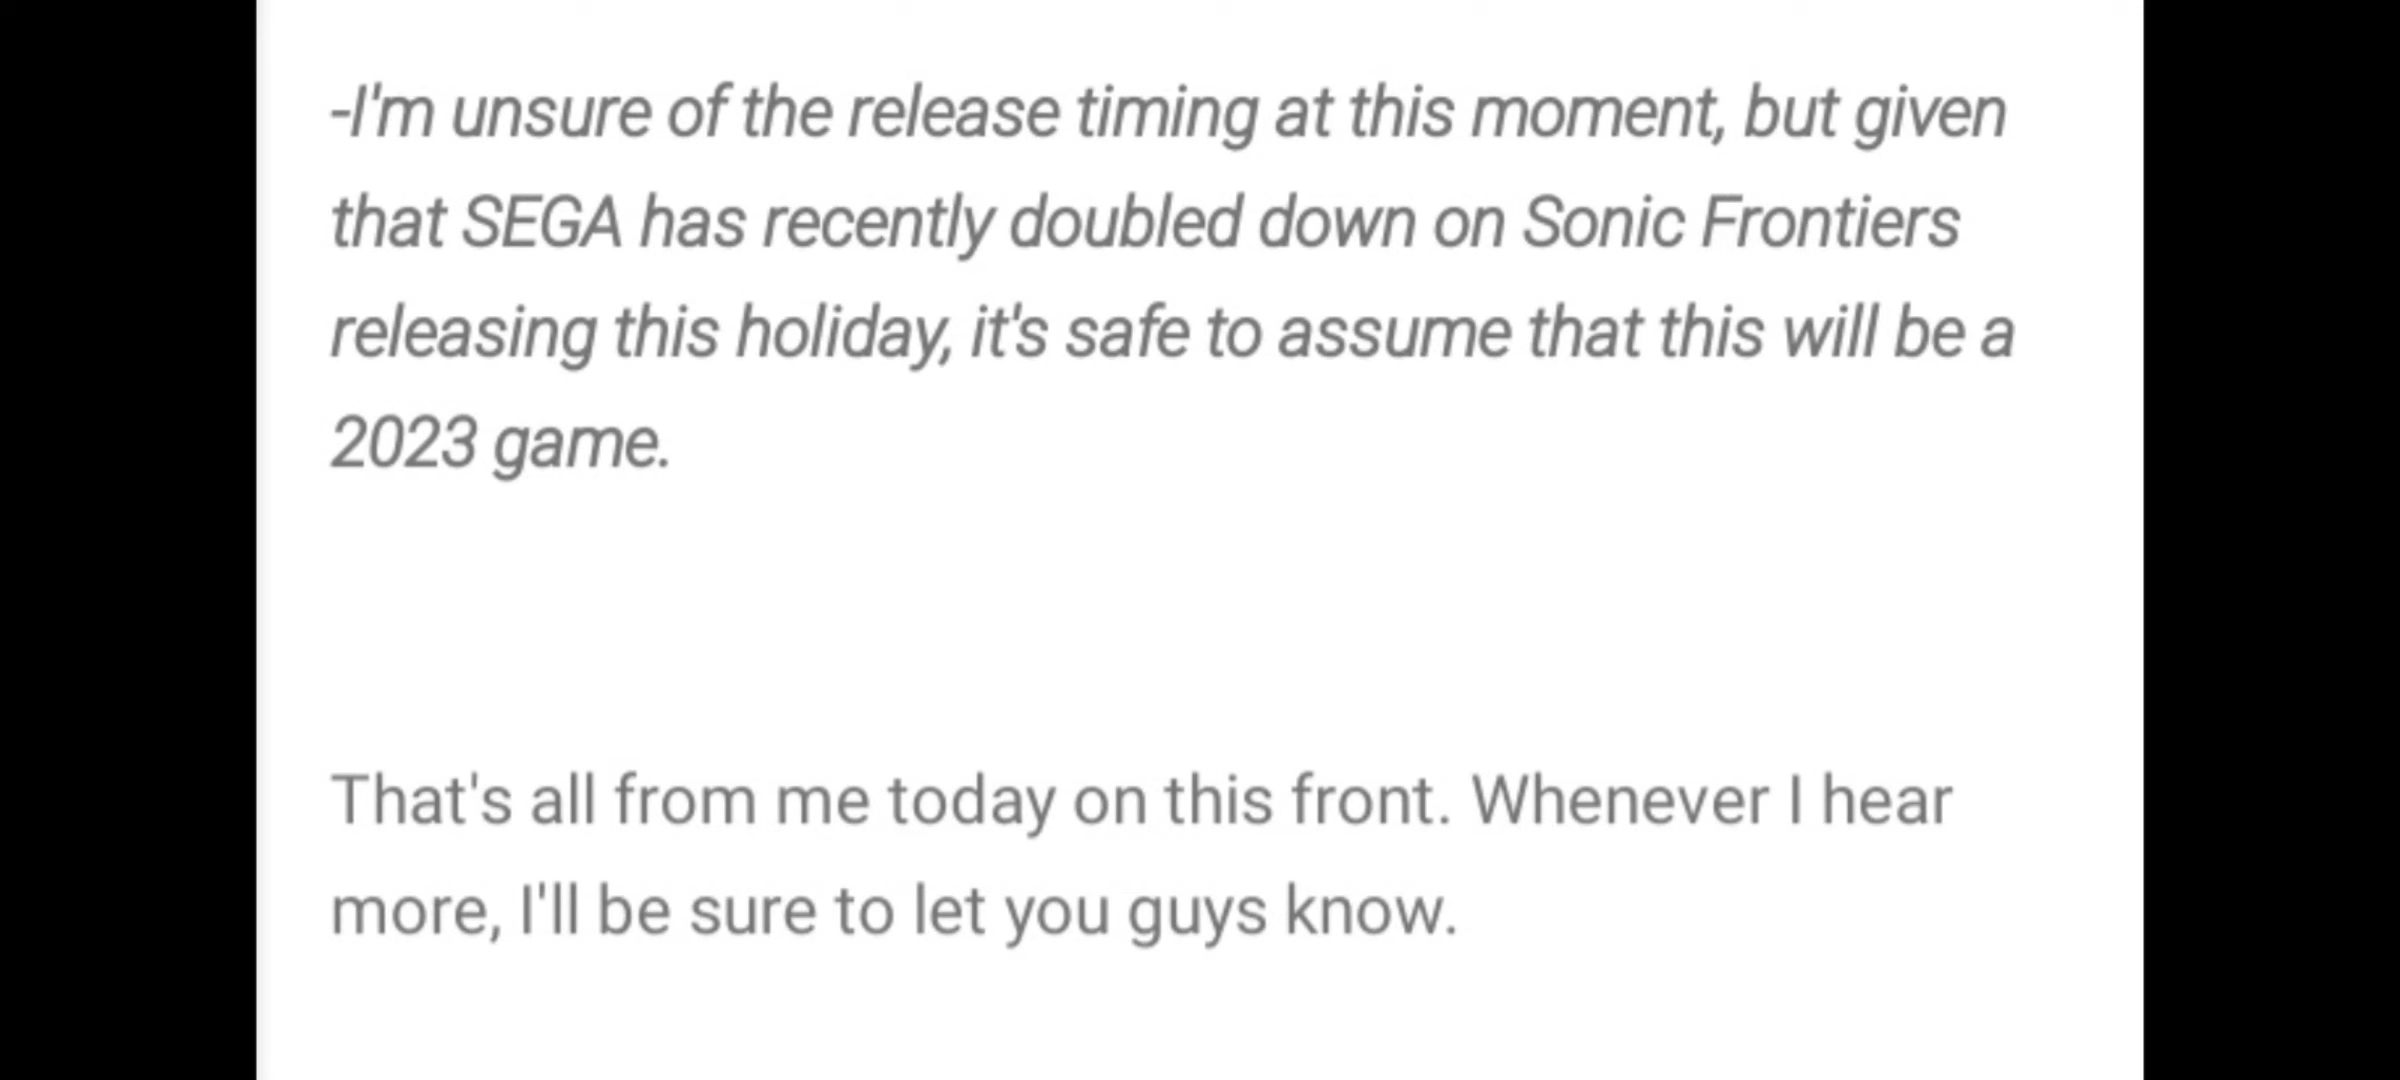 -I'm unsure of the release timing at this moment, but given
that SEGA has recently doubled down on Sonic Frontiers
releasing this holiday, it's safe to assume that this will be a
2023 game.
That's all from me today on this front. Whenever I hear
more, I'll be sure to let you guys know.